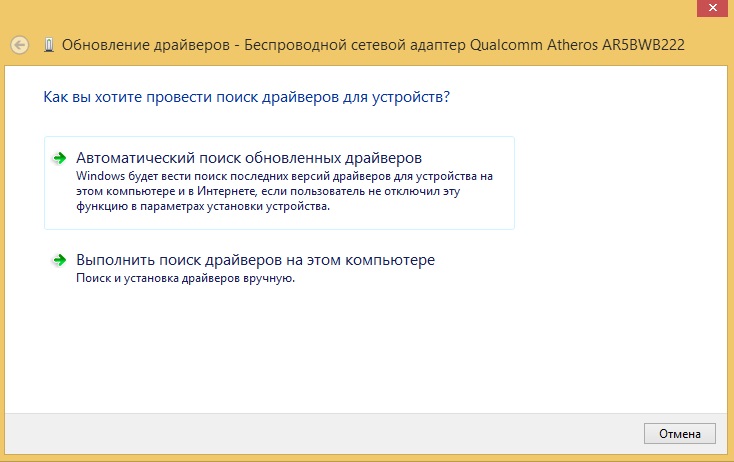 Обновление драйверов - Беспроводной сетевой адаптер Qualcomm Atheros AR5BWB222
Как вы хотите провести поиск драйверов для устройств?
Автоматический поиск обновленных драйверов
Windows будет вести поиск последних версий драйверов для устройства на
этом компьютере и в Интернете, если пользователь не отключил эту
функцию в параметрах установки устройства.
Выполнить поиск драйверов на этом компьютере
Поиск и установка драйверов вручную.
Отмена